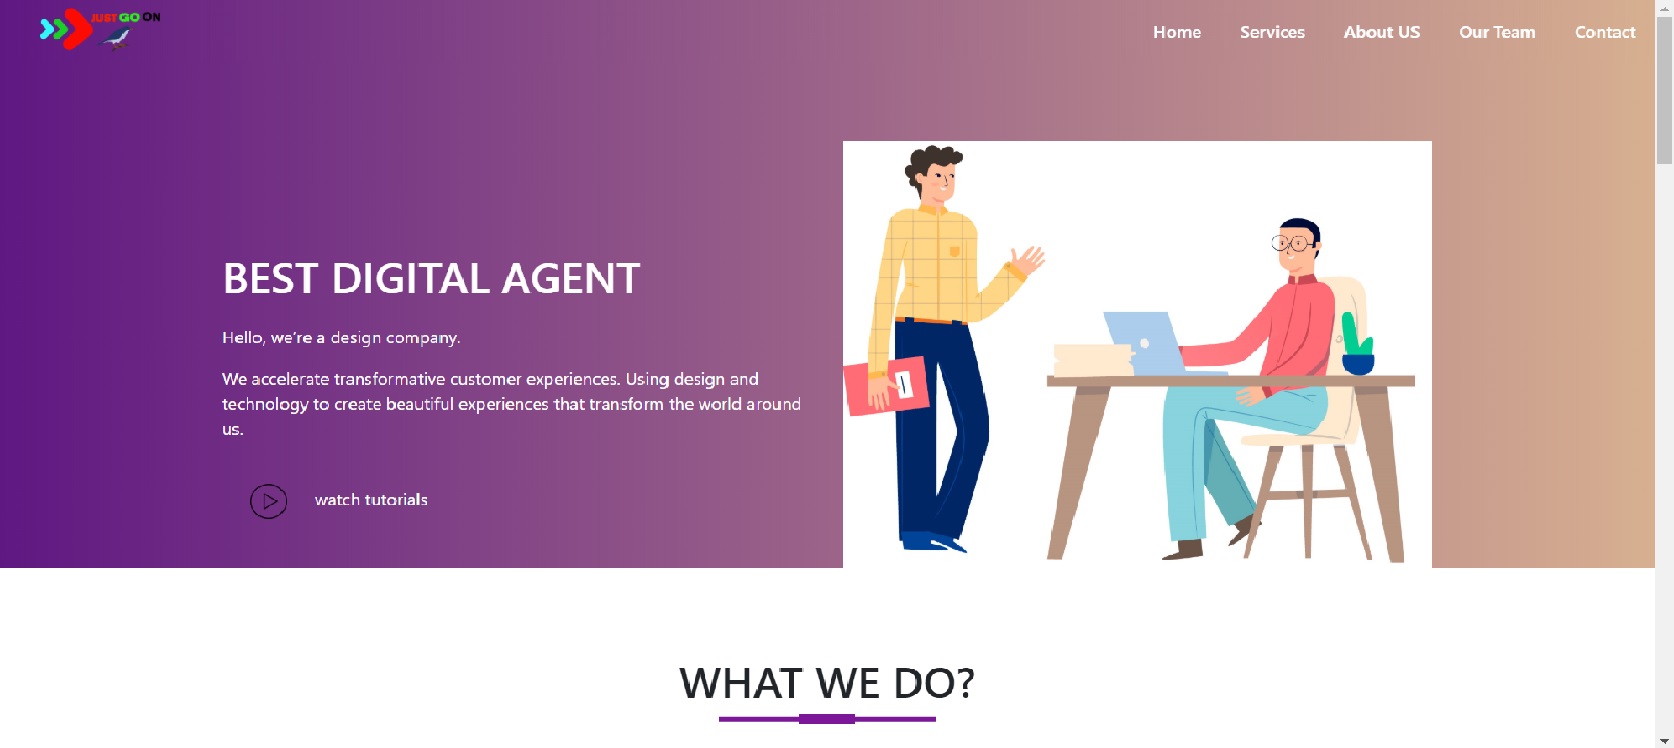 JUST GO ON
Home Services About US Our Team Contact
BEST DIGITAL AGENT
Hello, we're a design company.
We accelerate transformative customer experiences. Using design and
technology to create beautiful experiences that transform the world around
us.
watch tutorials
WHAT WE DO?